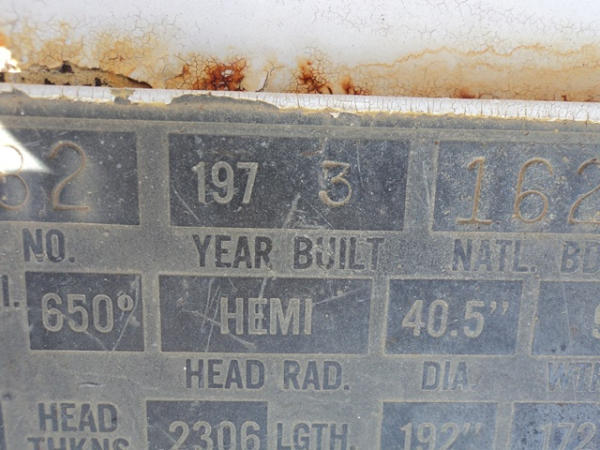 32 197 3 162
NO. YEAR BUILT NATL. BD
650° HEMI 40.5"
HEAD RAD. DIA.
HEAD 2306 LGTH. 192" 172
THKNS